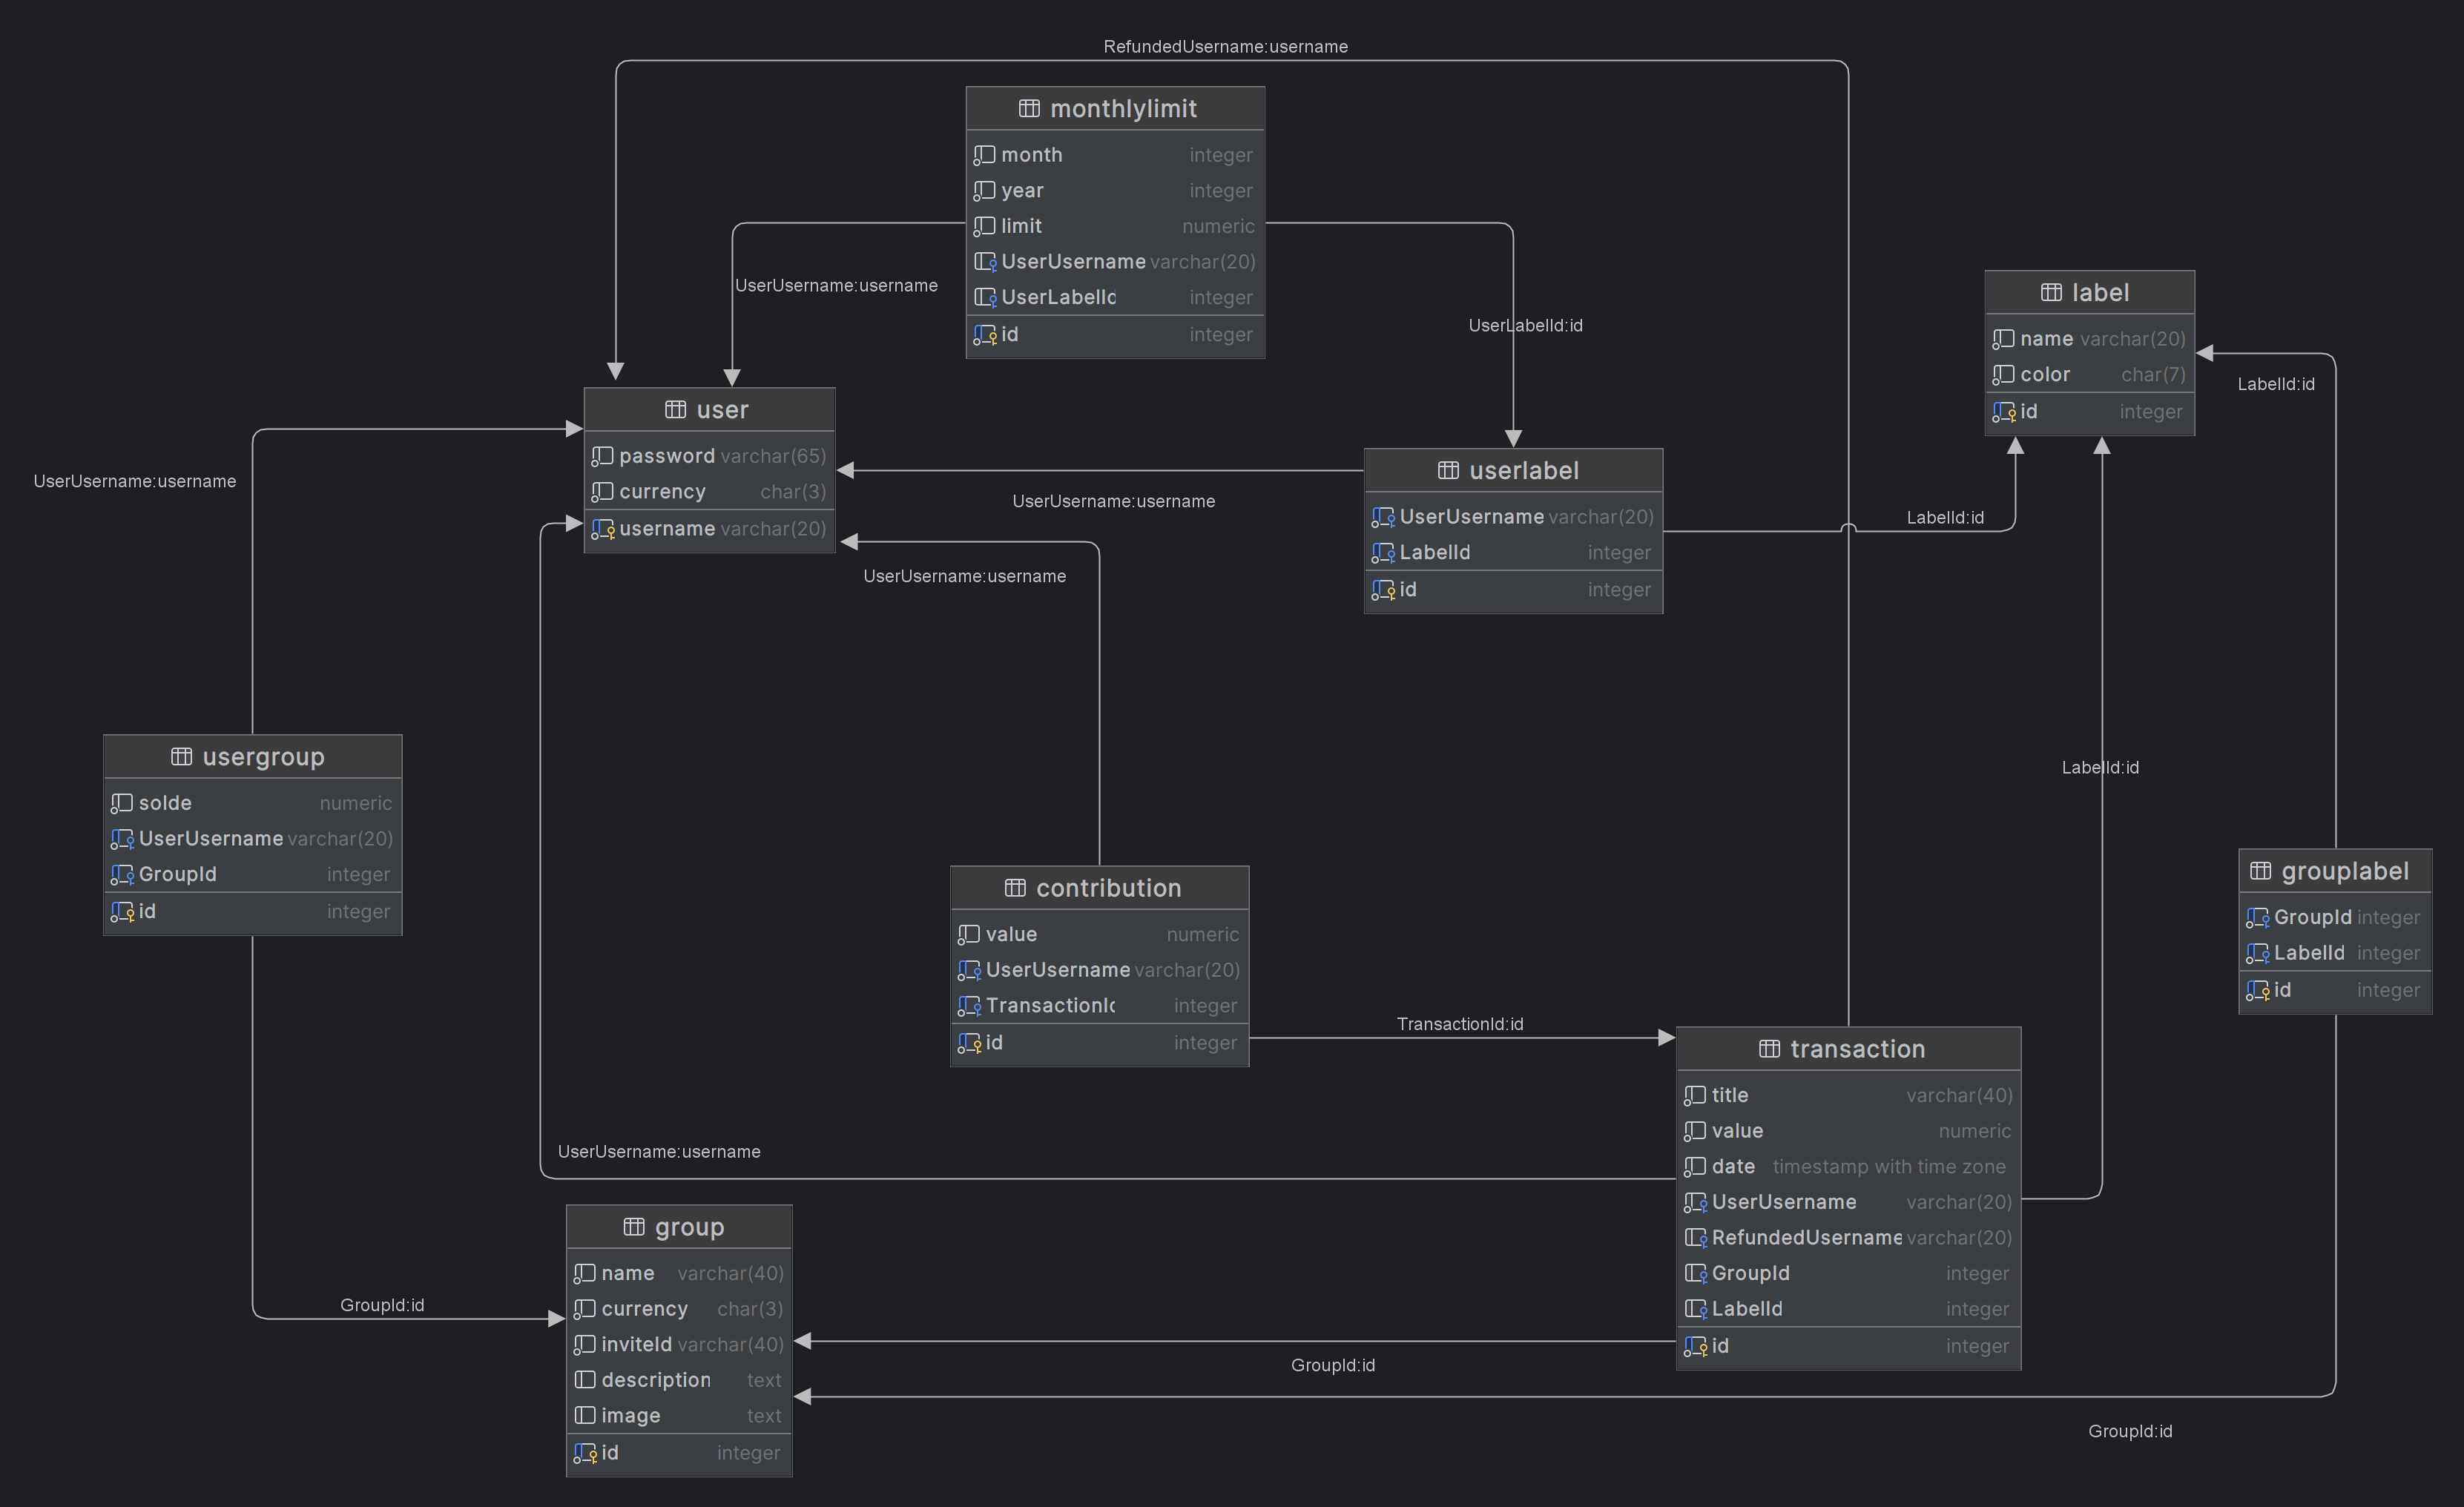 RefundedUsername:username
monthlylimit
month integer
year integer
limit numeric
UserUsername varchar(20)
UserLabelId integer
id integer
UserUsername:username
UserLabelId:id
label
name varchar(20)
color char(7)
id integer
LabelId:id
user
password varchar(65)
currency char(3)
username varchar(20)
UserUsername:username
userlabel
UserUsername varchar(20)
LabelId integer
id integer
UserUsername:username
LabelId:id
UserUsername:username
usergroup
solde numeric
UserUsername varchar(20)
GroupId integer
id integer
LabelId:id
contribution
value numeric
UserUsername varchar(20)
TransactionId integer
id integer
grouplabel
GroupId integer
LabelId integer
id integer
TransactionId:id
transaction
title varchar(40)
value numeric
date timestamp with time zone
UserUsername varchar(20)
RefundedUsername varchar(20)
GroupId integer
LabelId integer
id integer
UserUsername:username
group
name varchar(40)
currency char(3)
inviteId varchar(40)
description text
image text
id integer
GroupId:id
GroupId:id
GroupId:id